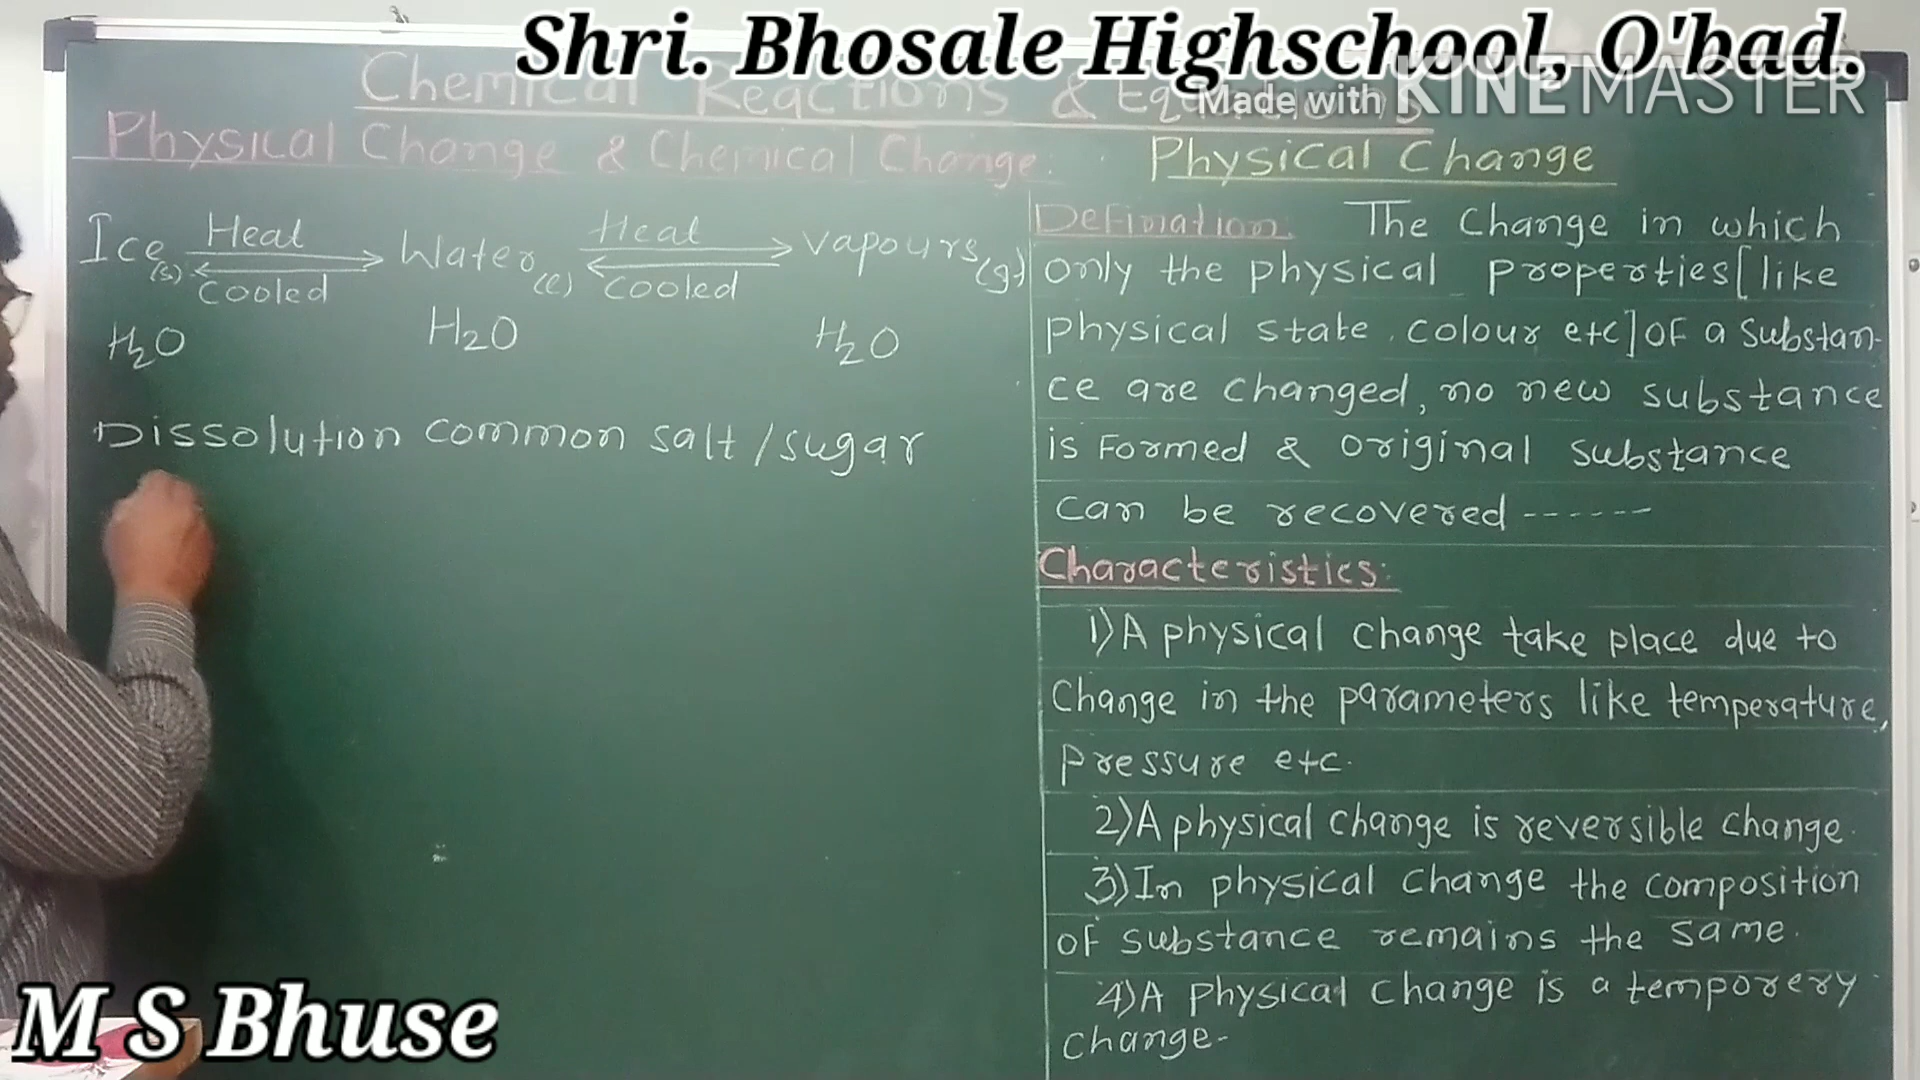 Shri. Bhosale Highschool, O'bad.
Made with KINEMASTER
Chemical Reactions & Equations
Physical Change & Chemical Change:
Ice(s) Heat Cooled Water(l) Heat Cooled vapours(g)
H2O H2O H2O
Dissolution common salt/sugar
Physical Change
Defination: The change in which
only the physical properties[like
physical state, colour etc]of a substan-
ce are changed, no new substance
is formed & original substance
can be recovered ------
Characteristics:
1)A physical change take place due to
change in the parameters like temperature,
pressure etc.
2)A physical change is reversible change.
3)In physical change the composition
of substance remains the same.
4)A physical change is a temporery
change-
M S Bhuse